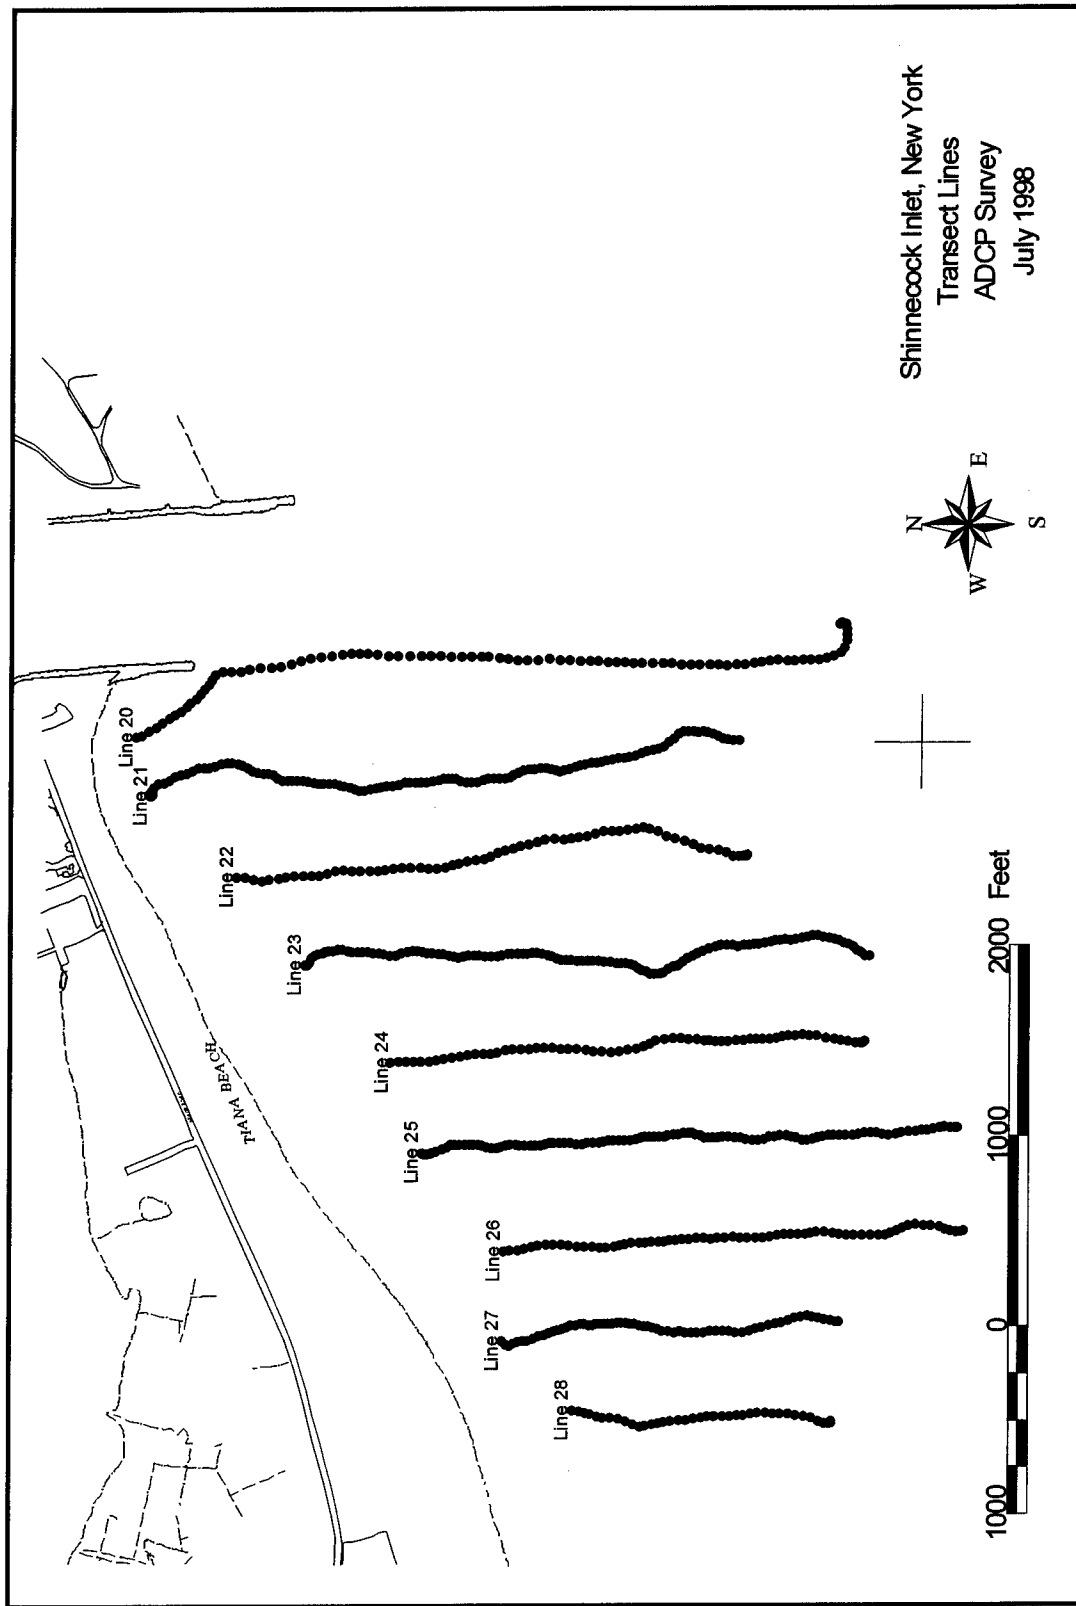 Shinnecock Inlet, New York
Transect Lines
ADCP Survey
July 1998
N
E
S
W
Line 20
Line 21
Line 22
Line 23
Line 24
Line 25
Line 26
Line 27
Line 28
TIANA BEACH
1000 0 1000 2000 Feet